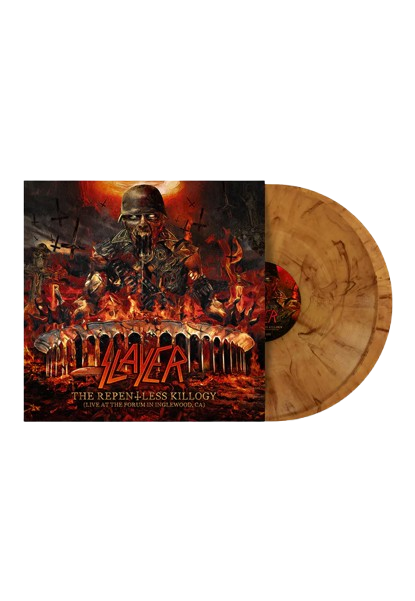 SLAYER
THE REPENTLESS KILLOGY
(LIVE AT THE FORUM IN INGLEWOOD, CA)